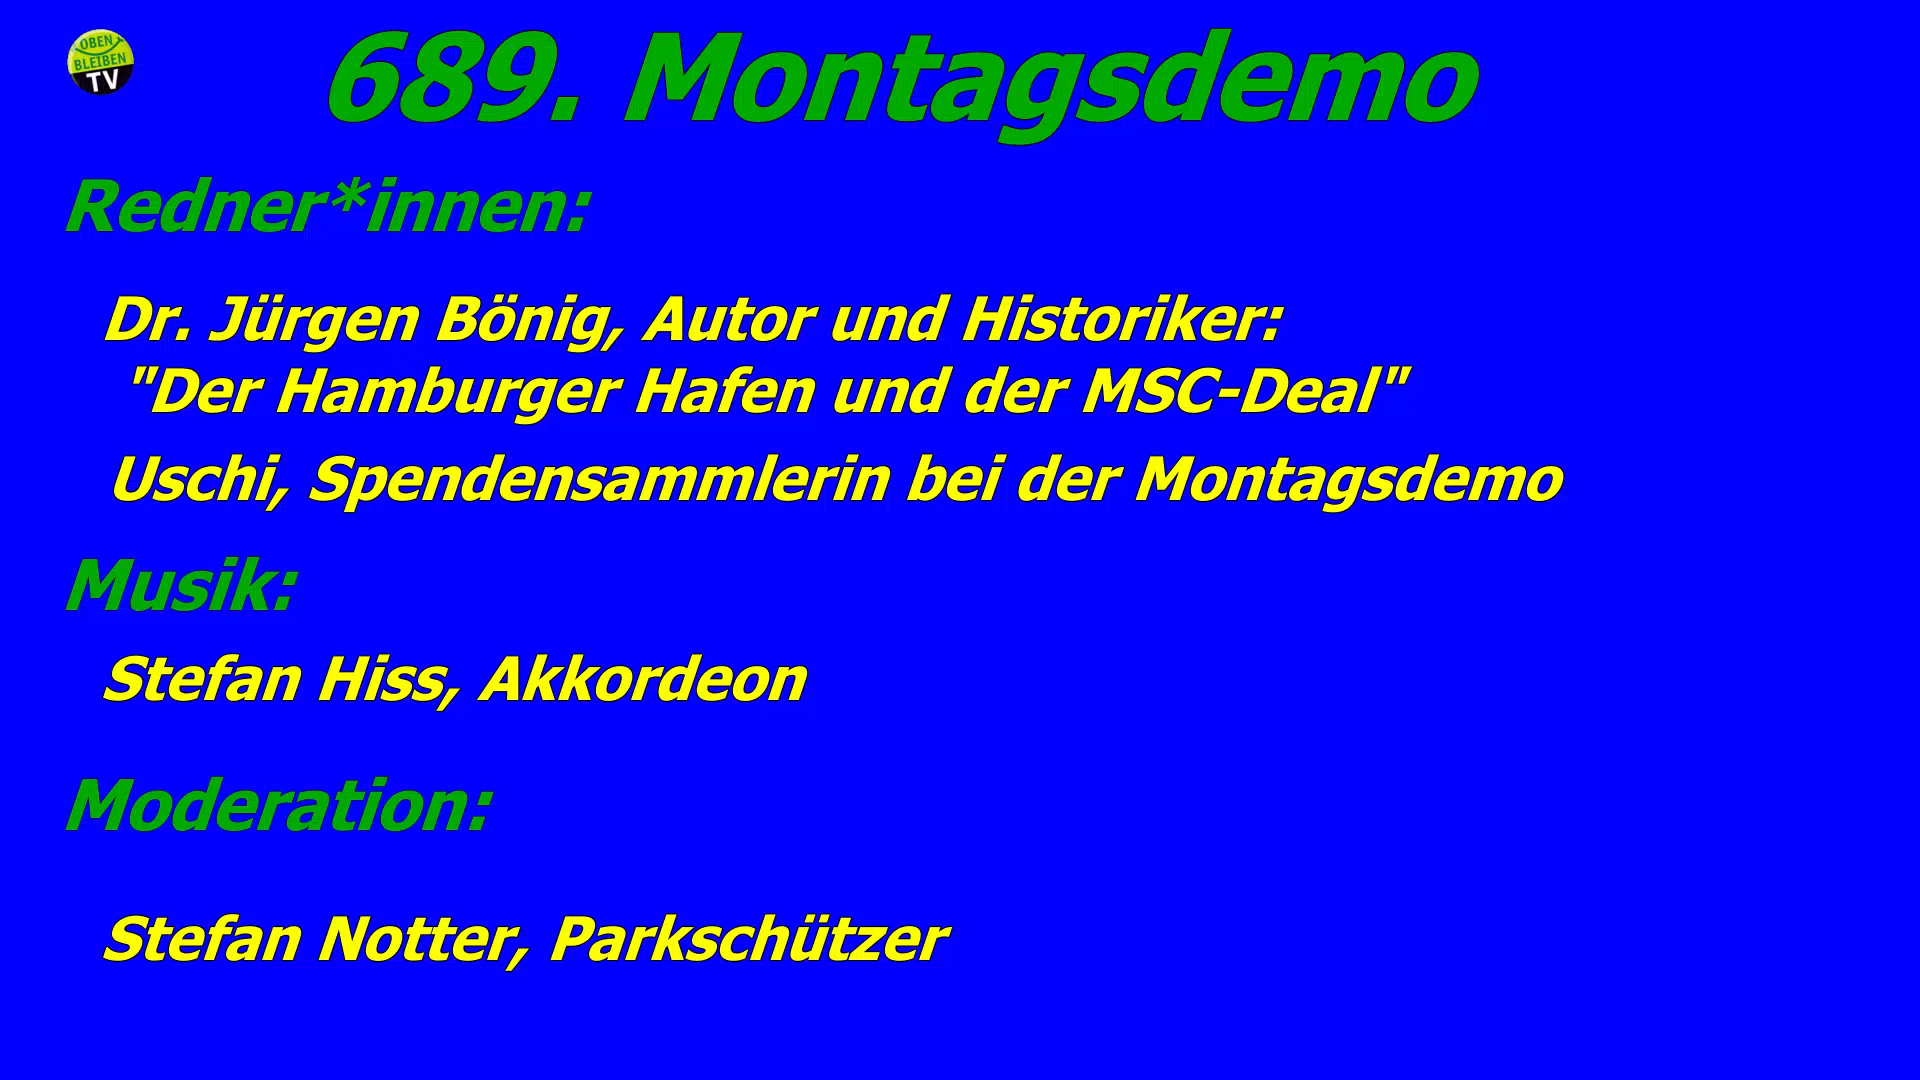 OBEN
BLEIBEN
TV
689. Montagsdemo
Redner*innen:
Dr. Jürgen Bönig, Autor und Historiker:
"Der Hamburger Hafen und der MSC-Deal"
Uschi, Spendensammlerin bei der Montagsdemo
Musik:
Stefan Hiss, Akkordeon
Moderation:
Stefan Notter, Parkschützer